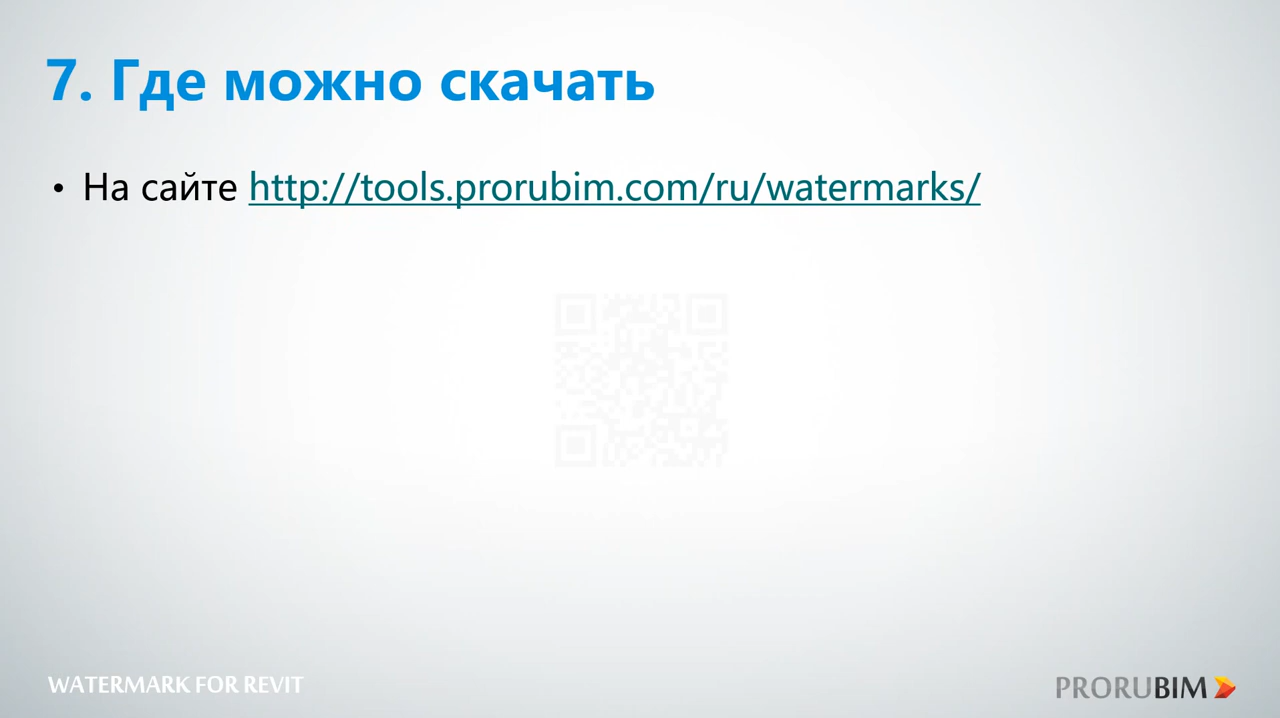 7. Где можно скачать
• На сайте http://tools.prorubim.com/ru/watermarks/
WATERMARK FOR REVIT
PRORUBIM